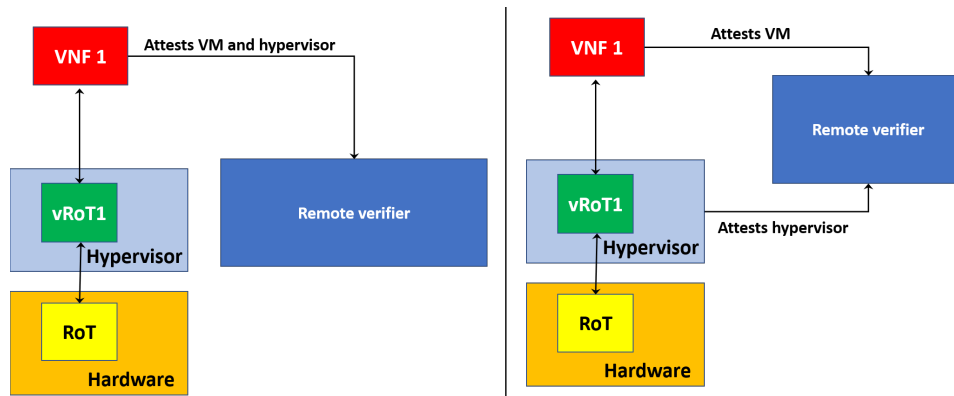 VNF 1
Attests VM and hypervisor
Remote verifier
vRoT1
Hypervisor
RoT
Hardware
VNF 1
Attests VM
Remote verifier
vRoT1
Hypervisor
Attests hypervisor
RoT
Hardware